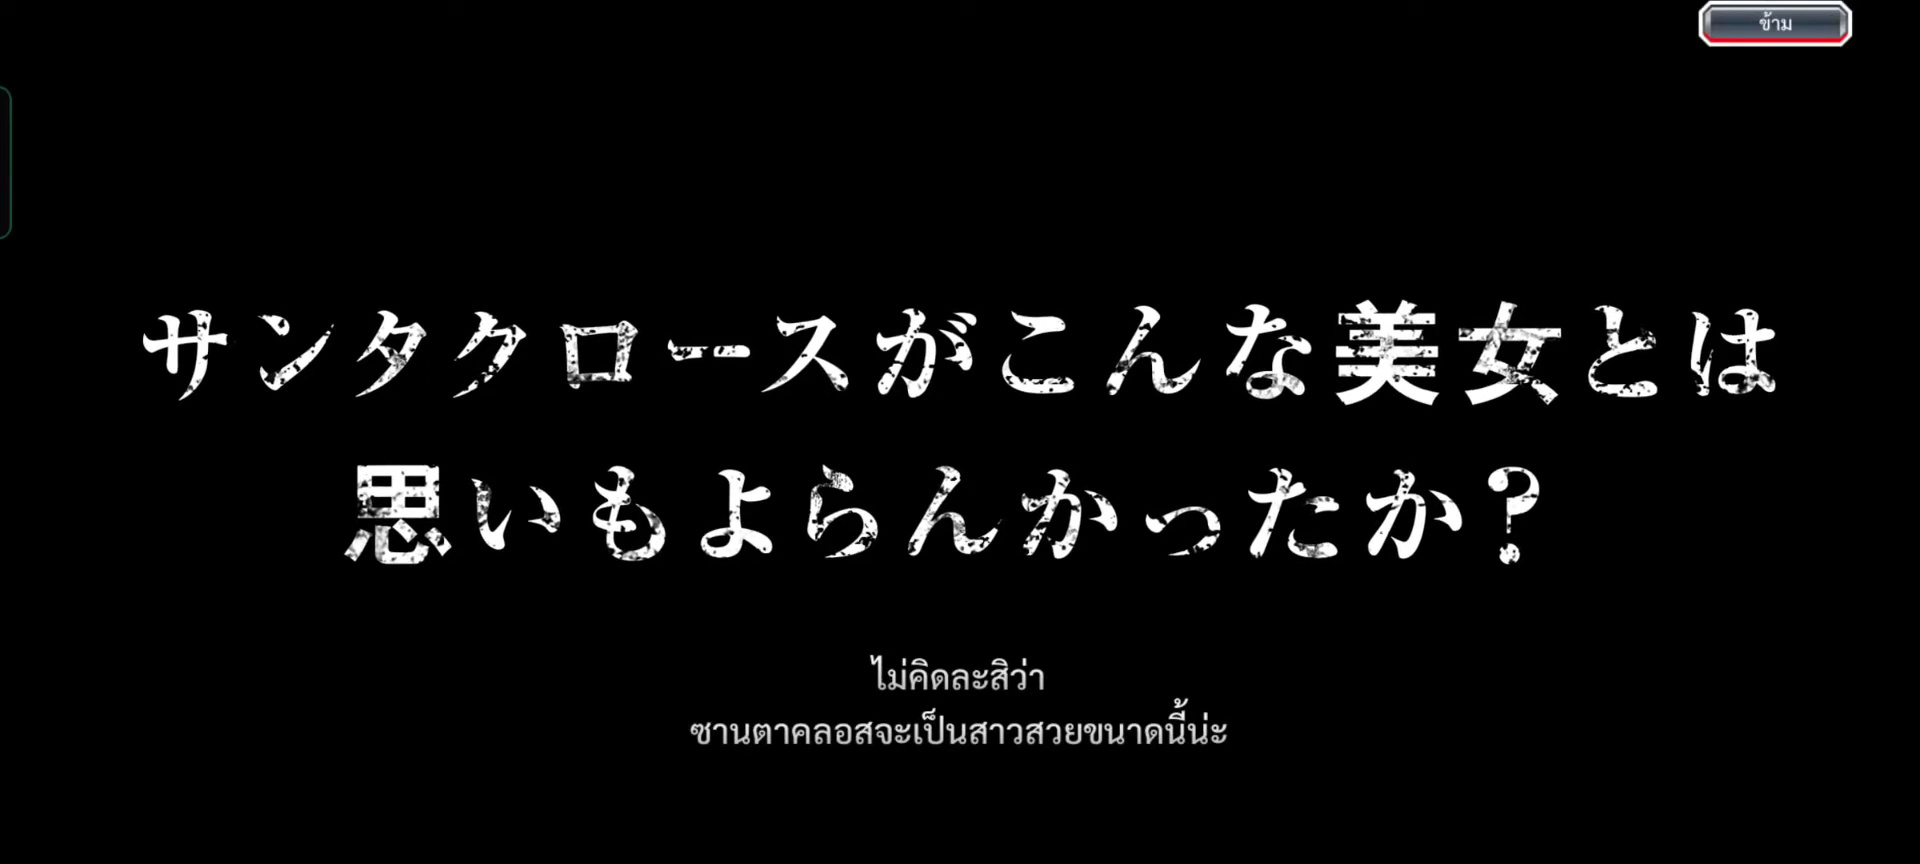 ข้าม
サンタクロースがこんな美女とは
思いもよらんかったか?
ไม่คิดละสิว่า
ซานตาคลอสจะเป็นสาวสวยขนาดนี้น่ะ